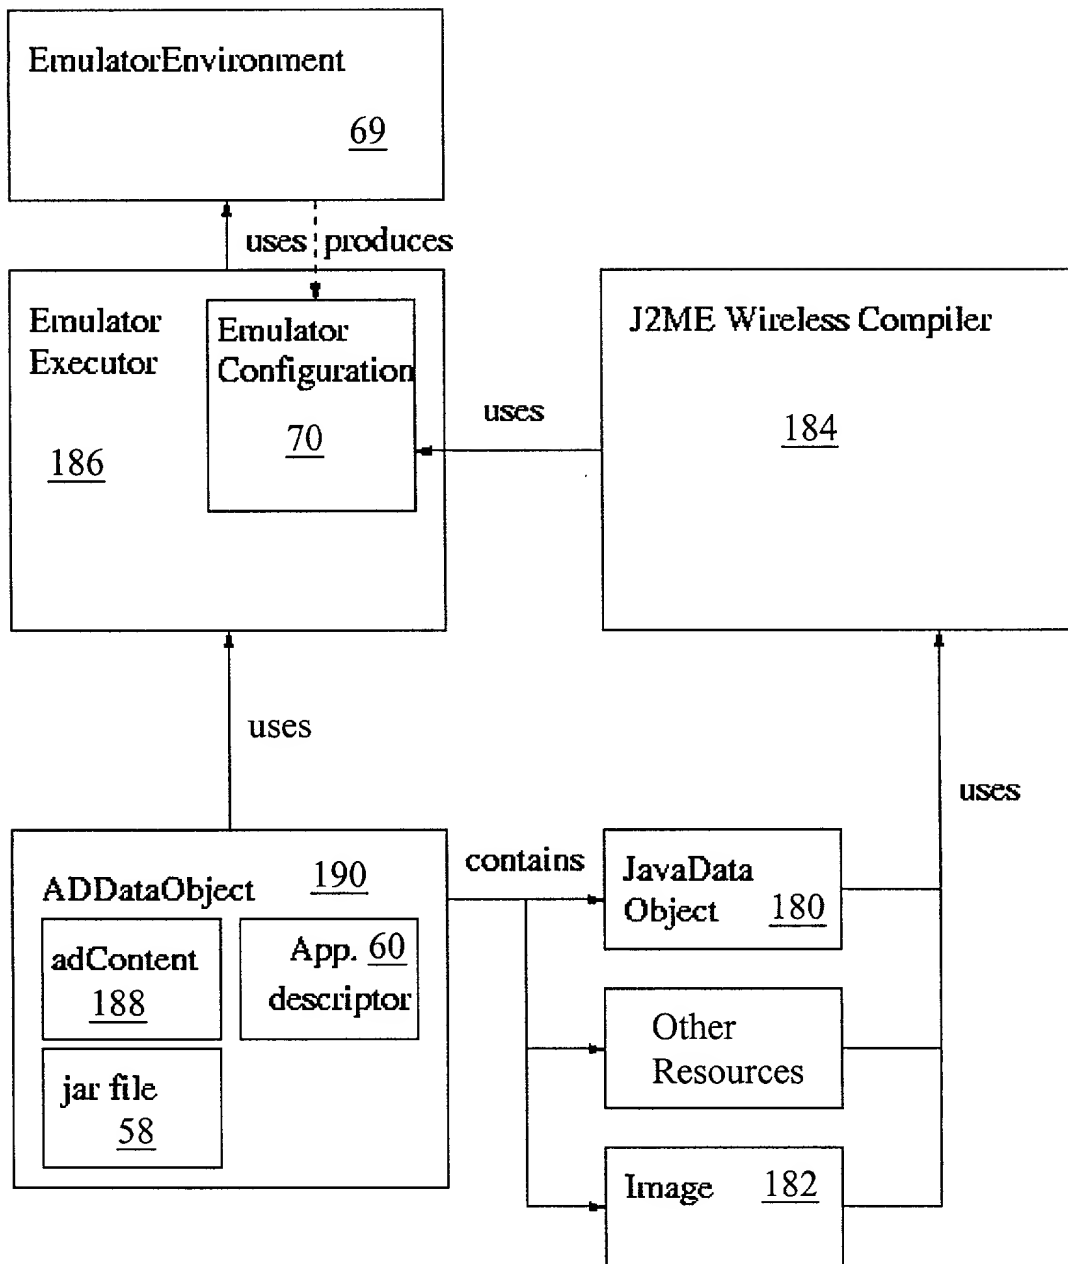 EmulatorEnvironment
69
uses produces
Emulator
Executor
186
Emulator
Configuration
70
uses
J2ME Wireless Compiler
184
uses
uses
ADDataObject 190
adContent
188
App. 60
descriptor
jar file
58
contains
JavaData
Object 180
Other
Resources
Image 182